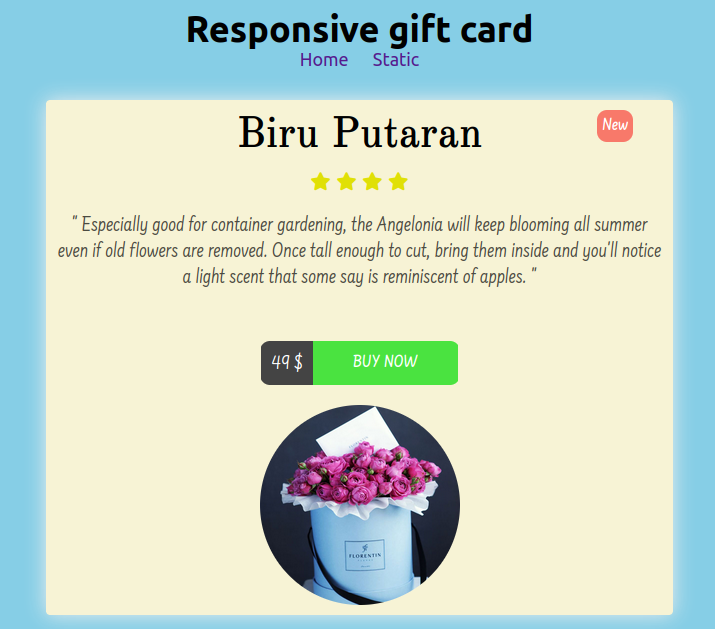 Responsive gift card
Home Static
Biru Putaran
New
" Especially good for container gardening, the Angelonia will keep blooming all summer
even if old flowers are removed. Once tall enough to cut, bring them inside and you'll notice
a light scent that some say is reminiscent of apples. "
49 $ BUY NOW
FLORENTIN